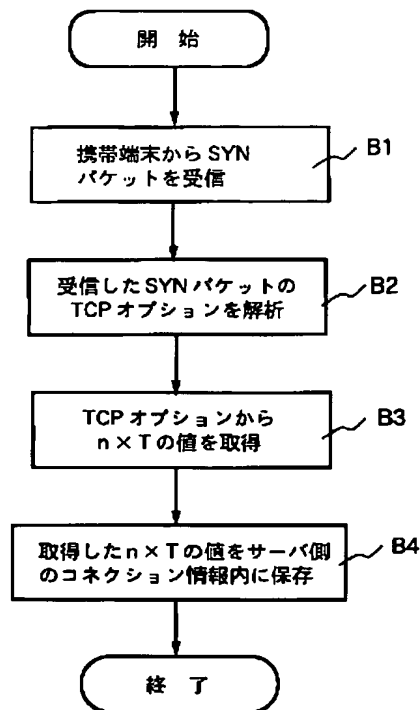 開 始
携帯端末から SYN
パケットを受信
B1
受信した SYN パケットの
TCP オプションを解析
B2
TCP オプションから
n × T の値を取得
B3
取得した n × T の値をサーバ側
のコネクション情報内に保存
B4
終 了